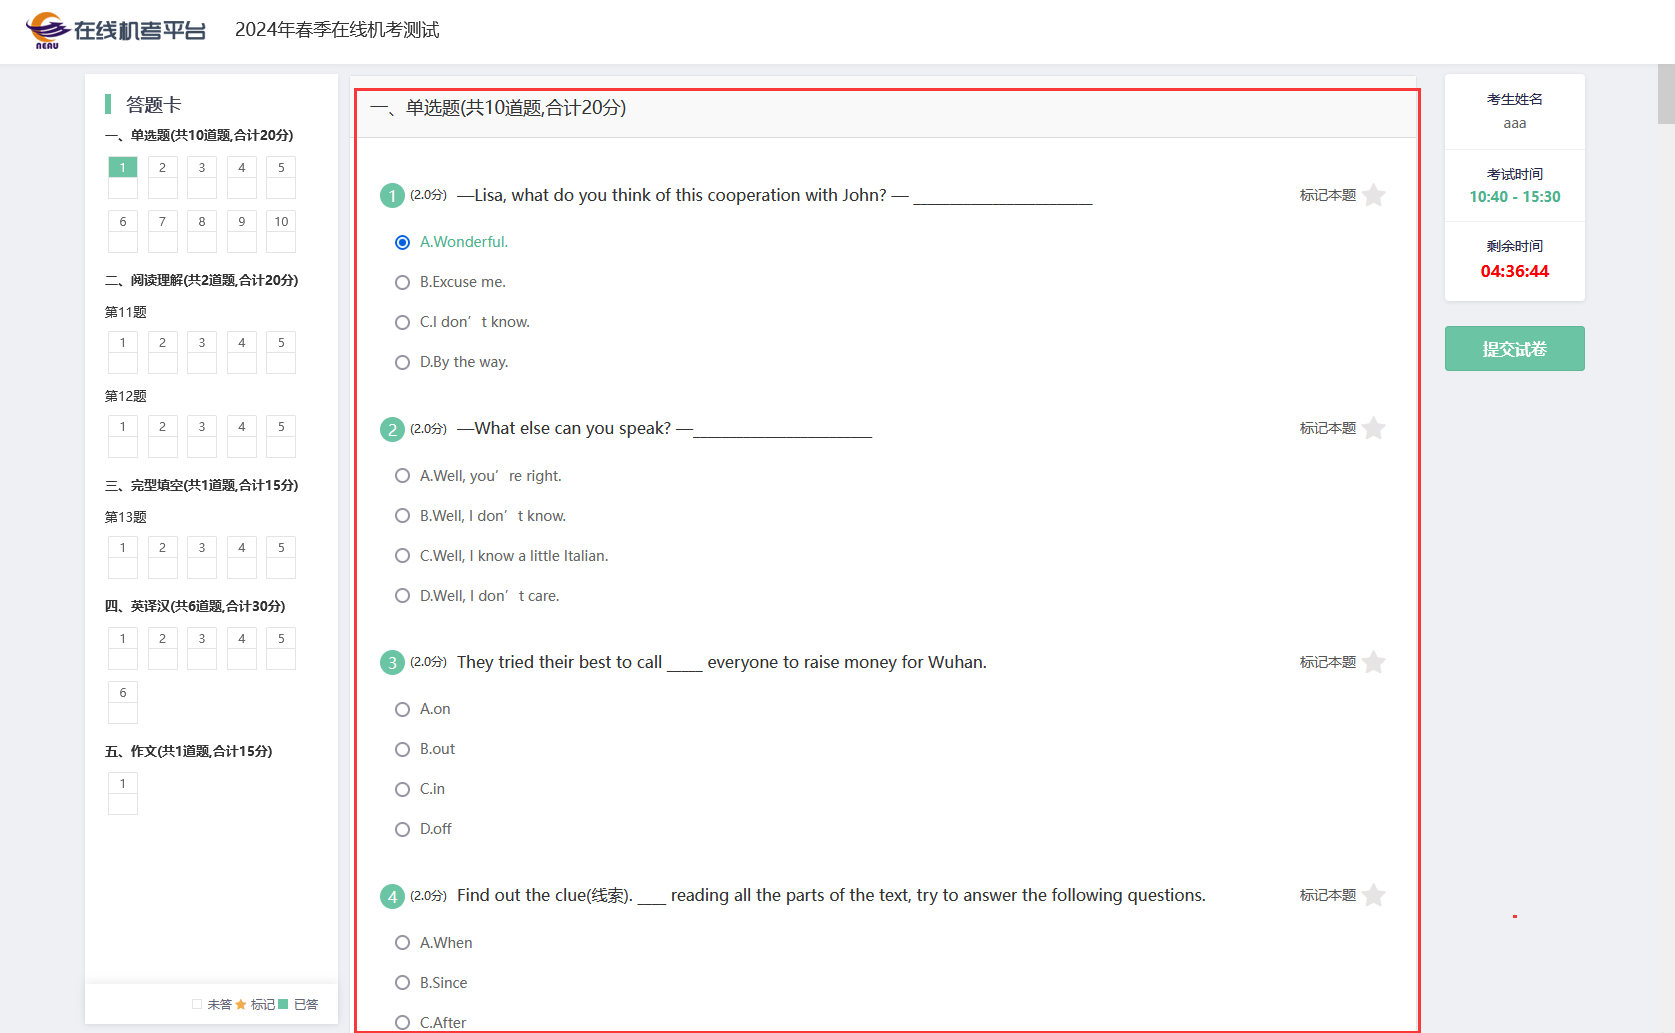 NEAU
在线机考平台
2024年春季在线机考测试
答题卡
一、单选题(共10道题,合计20分)
1 2 3 4 5
6 7 8 9 10
二、阅读理解(共2道题,合计20分)
第11题
1 2 3 4 5
第12题
1 2 3 4 5
三、完型填空(共1道题,合计15分)
第13题
1 2 3 4 5
四、英译汉(共6道题,合计30分)
1 2 3 4 5
6
五、作文(共1道题,合计15分)
1
未答 标记 已答
一、单选题(共10道题,合计20分)
1 (2.0分) —Lisa, what do you think of this cooperation with John? — _________________________
标记本题
A.Wonderful.
B.Excuse me.
C.I don’t know.
D.By the way.
2 (2.0分) —What else can you speak? —_________________________
标记本题
A.Well, you’re right.
B.Well, I don’t know.
C.Well, I know a little Italian.
D.Well, I don’t care.
3 (2.0分) They tried their best to call _____ everyone to raise money for Wuhan.
标记本题
A.on
B.out
C.in
D.off
4 (2.0分) Find out the clue(线索). ____ reading all the parts of the text, try to answer the following questions.
标记本题
A.When
B.Since
C.After
考生姓名
aaa
考试时间
10:40 - 15:30
剩余时间
04:36:44
提交试卷